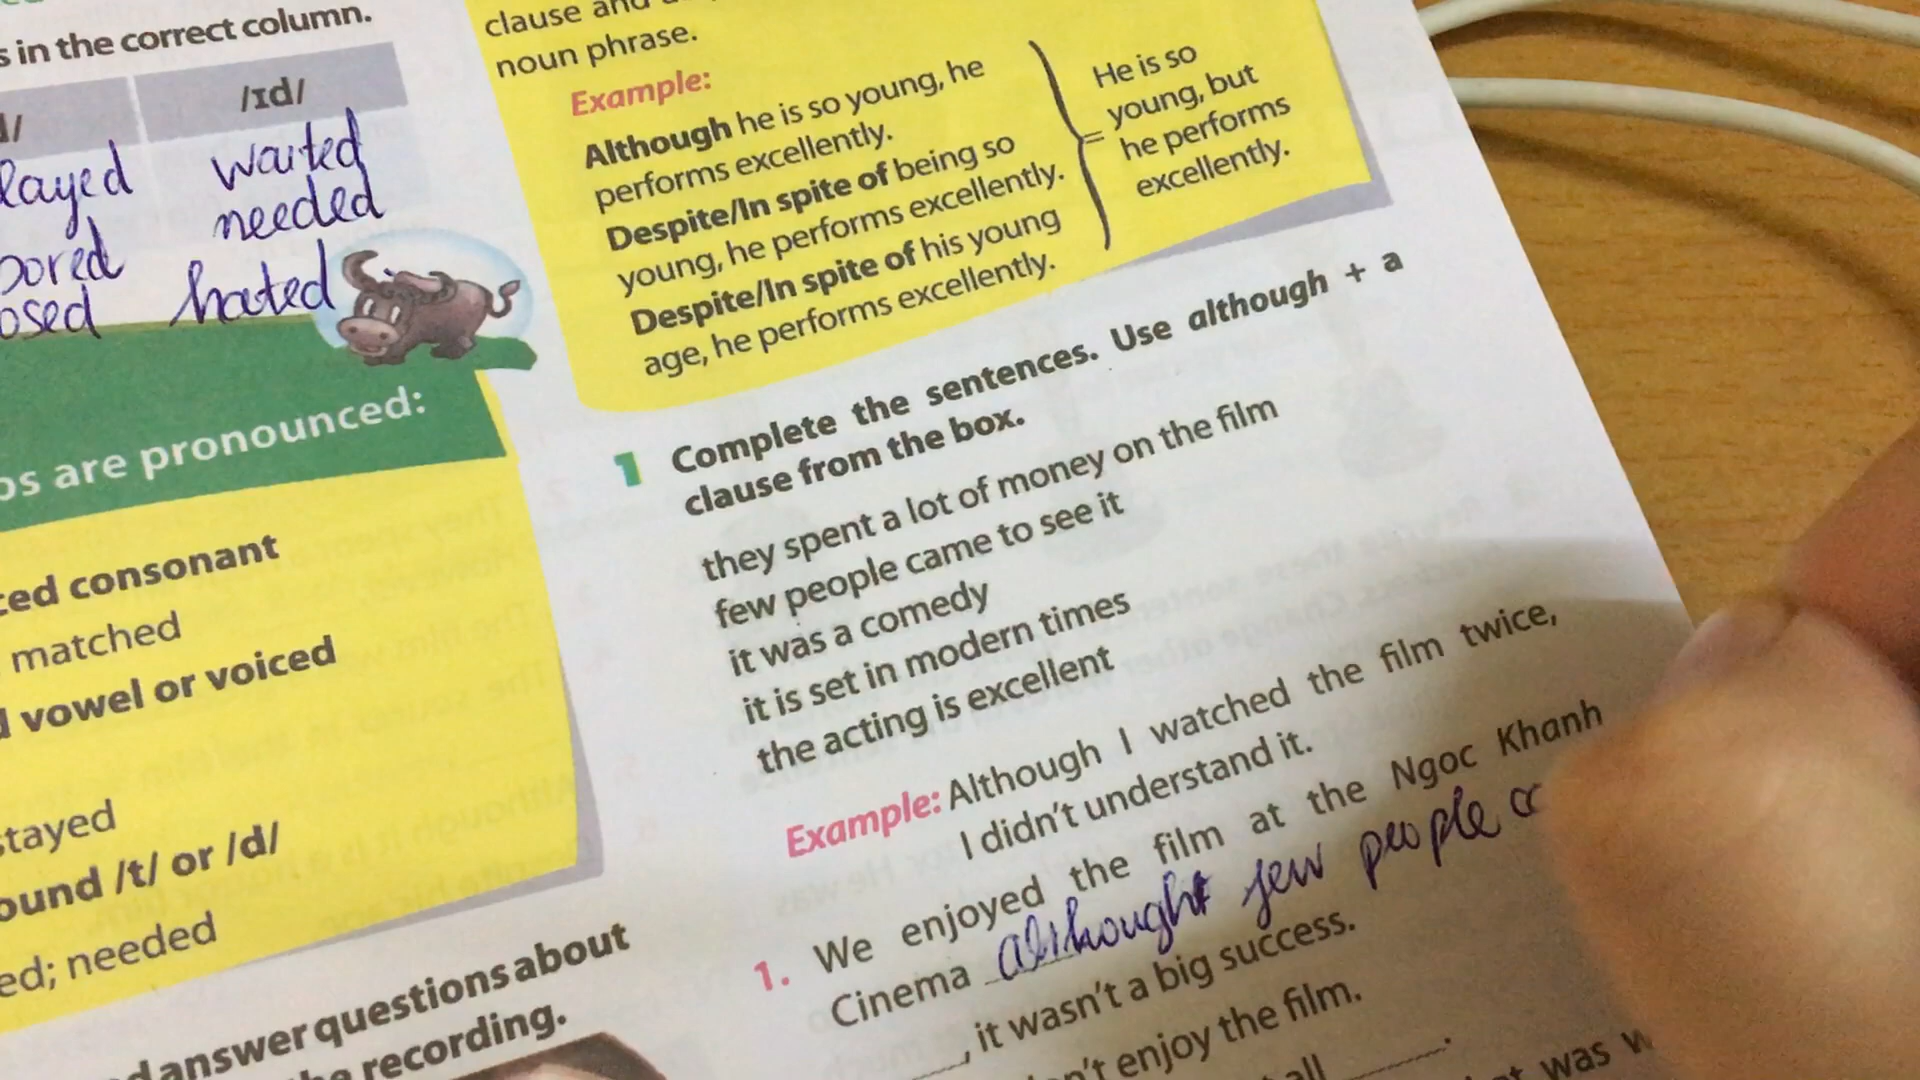 s in the correct column.
/ɪd/
layed waited
needed
ored
osed hated
os are pronounced:
ced consonant
matched
vowel or voiced
stayed
ound /t/ or /d/
ed; needed
d answer questions about
recording.
clause and
noun phrase.
Example:
Although he is so young, he
performs excellently.
Despite/In spite of being so
young, he performs excellently.
Despite/In spite of his young
age, he performs excellently.
=
He is so
young, but
he performs
excellently.
1 Complete the sentences. Use although + a
clause from the box.
they spent a lot of money on the film
few people came to see it
it was a comedy
it is set in modern times
the acting is excellent
Example: Although I watched the film twice,
I didn't understand it.
1. We enjoyed the film at the Ngoc Khanh
Cinema althought few people c
, it wasn't a big success.
n't enjoy the film.
all .
was w